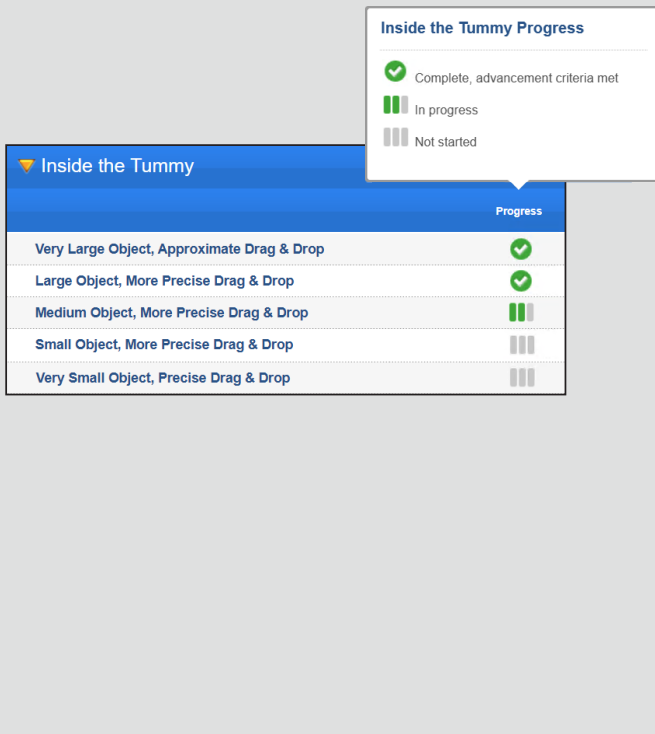 Inside the Tummy Progress
Complete, advancement criteria met
In progress
Not started
Inside the Tummy
Progress
Very Large Object, Approximate Drag & Drop
Large Object, More Precise Drag & Drop
Medium Object, More Precise Drag & Drop
Small Object, More Precise Drag & Drop
Very Small Object, Precise Drag & Drop